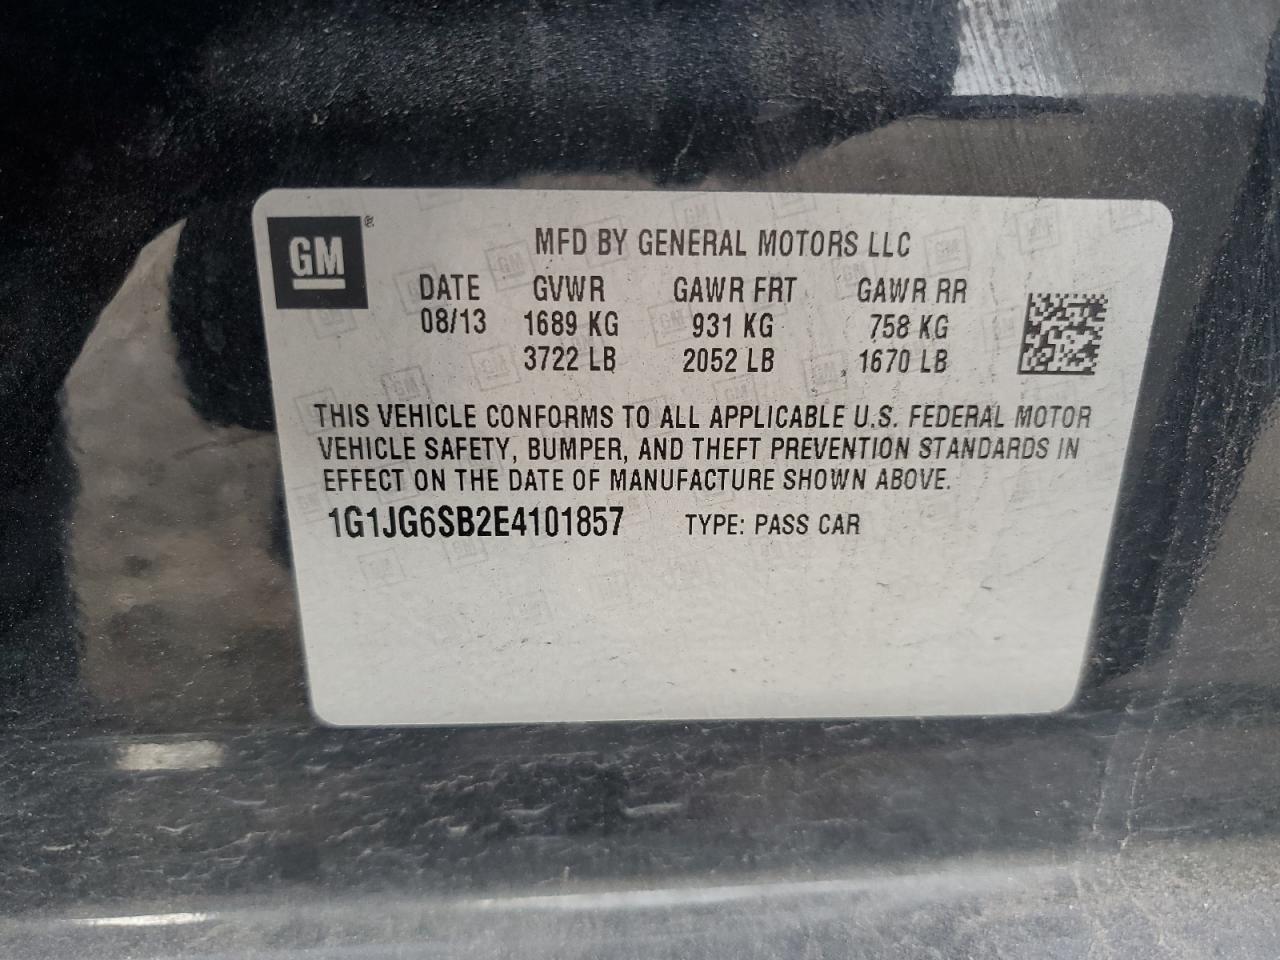 GM®
MFD BY GENERAL MOTORS LLC
DATE GVWR GAWR FRT GAWR RR
08/13 1689 KG 931 KG 758 KG
3722 LB 2052 LB 1670 LB
THIS VEHICLE CONFORMS TO ALL APPLICABLE U.S. FEDERAL MOTOR
VEHICLE SAFETY, BUMPER, AND THEFT PREVENTION STANDARDS IN
EFFECT ON THE DATE OF MANUFACTURE SHOWN ABOVE.
1G1JG6SB2E4101857 TYPE: PASS CAR